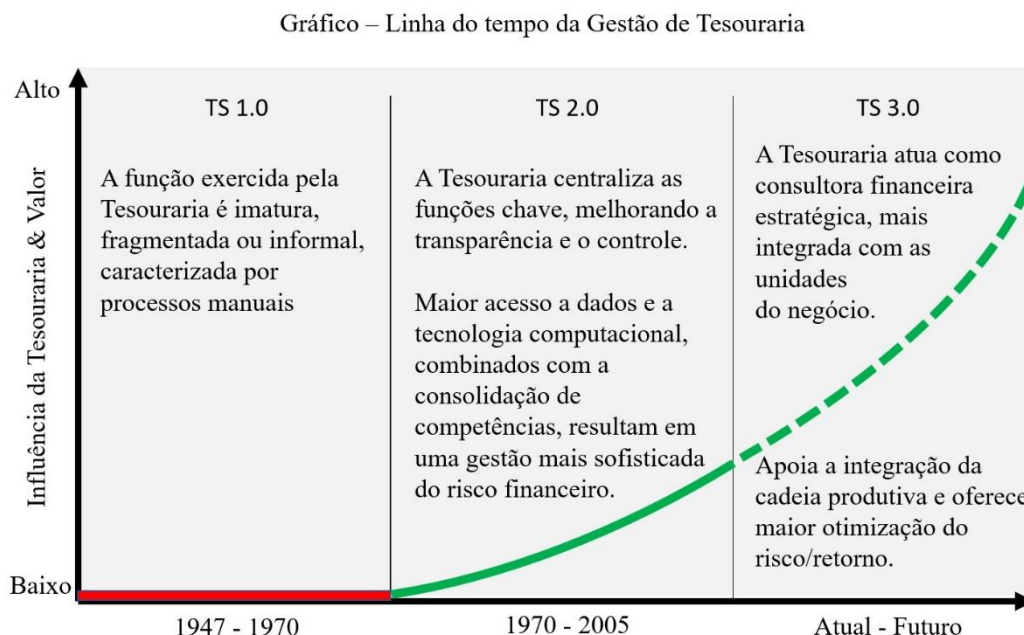 Gráfico – Linha do tempo da Gestão de Tesouraria
Alto
Influência da Tesouraria & Valor
Baixo
TS 1.0
A função exercida pela
Tesouraria é imatura,
fragmentada ou informal,
caracterizada por
processos manuais
1947 - 1970
TS 2.0
A Tesouraria centraliza as
funções chave, melhorando a
transparência e o controle.
Maior acesso a dados e a
tecnologia computacional,
combinados com a
consolidação de
competências, resultam em
uma gestão mais sofisticada
do risco financeiro.
1970 - 2005
TS 3.0
A Tesouraria atua como
consultora financeira
estratégica, mais
integrada com as
unidades
do negócio.
Apoia a integração da
cadeia produtiva e oferece
maior otimização do
risco/retorno.
Atual - Futuro